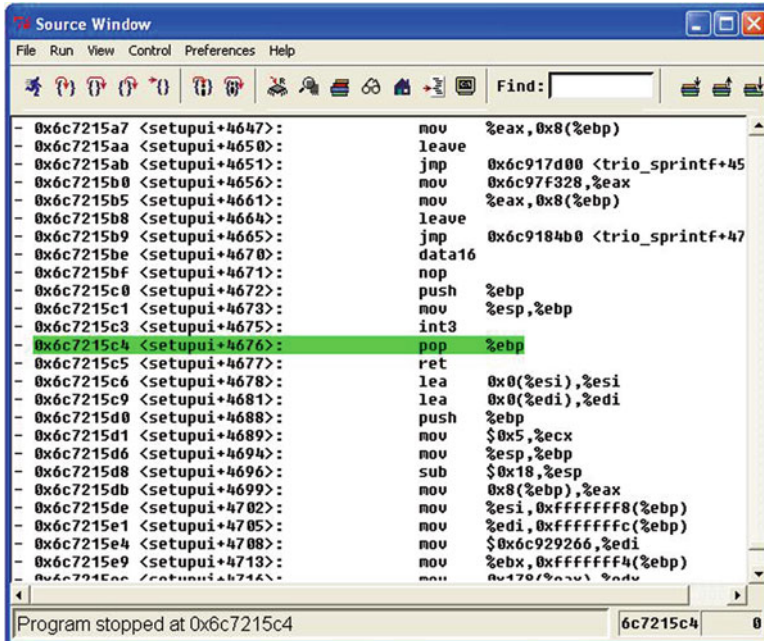 Source Window
File Run View Control Preferences Help
Find:
- 0x6c7215a7 <setupui+4647>: mov %eax,0x8(%ebp)
- 0x6c7215aa <setupui+4650>: leave
- 0x6c7215ab <setupui+4651>: jmp 0x6c917d00 <trio_sprintf+45
- 0x6c7215b0 <setupui+4656>: mov 0x6c97f328,%eax
- 0x6c7215b5 <setupui+4661>: mov %eax,0x8(%ebp)
- 0x6c7215b8 <setupui+4664>: leave
- 0x6c7215b9 <setupui+4665>: jmp 0x6c9184b0 <trio_sprintf+47
- 0x6c7215be <setupui+4670>: data16
- 0x6c7215bf <setupui+4671>: nop
- 0x6c7215c0 <setupui+4672>: push %ebp
- 0x6c7215c1 <setupui+4673>: mov %esp,%ebp
- 0x6c7215c3 <setupui+4675>: int3
- 0x6c7215c4 <setupui+4676>: pop %ebp
- 0x6c7215c5 <setupui+4677>: ret
- 0x6c7215c6 <setupui+4678>: lea 0x0(%esi),%esi
- 0x6c7215c9 <setupui+4681>: lea 0x0(%edi),%edi
- 0x6c7215d0 <setupui+4688>: push %ebp
- 0x6c7215d1 <setupui+4689>: mov $0x5,%ecx
- 0x6c7215d6 <setupui+4694>: mov %esp,%ebp
- 0x6c7215d8 <setupui+4696>: sub $0x18,%esp
- 0x6c7215db <setupui+4699>: mov 0x8(%ebp),%eax
- 0x6c7215de <setupui+4702>: mov %esi,0xfffffff8(%ebp)
- 0x6c7215e1 <setupui+4705>: mov %edi,0xfffffffc(%ebp)
- 0x6c7215e4 <setupui+4708>: mov $0x6c929266,%edi
- 0x6c7215e9 <setupui+4713>: mov %ebx,0xfffffff4(%ebp)
- 0x6c7215ec <setupui+4716>: mov 0x178(%eax),%edx
Program stopped at 0x6c7215c4
6c7215c4 0